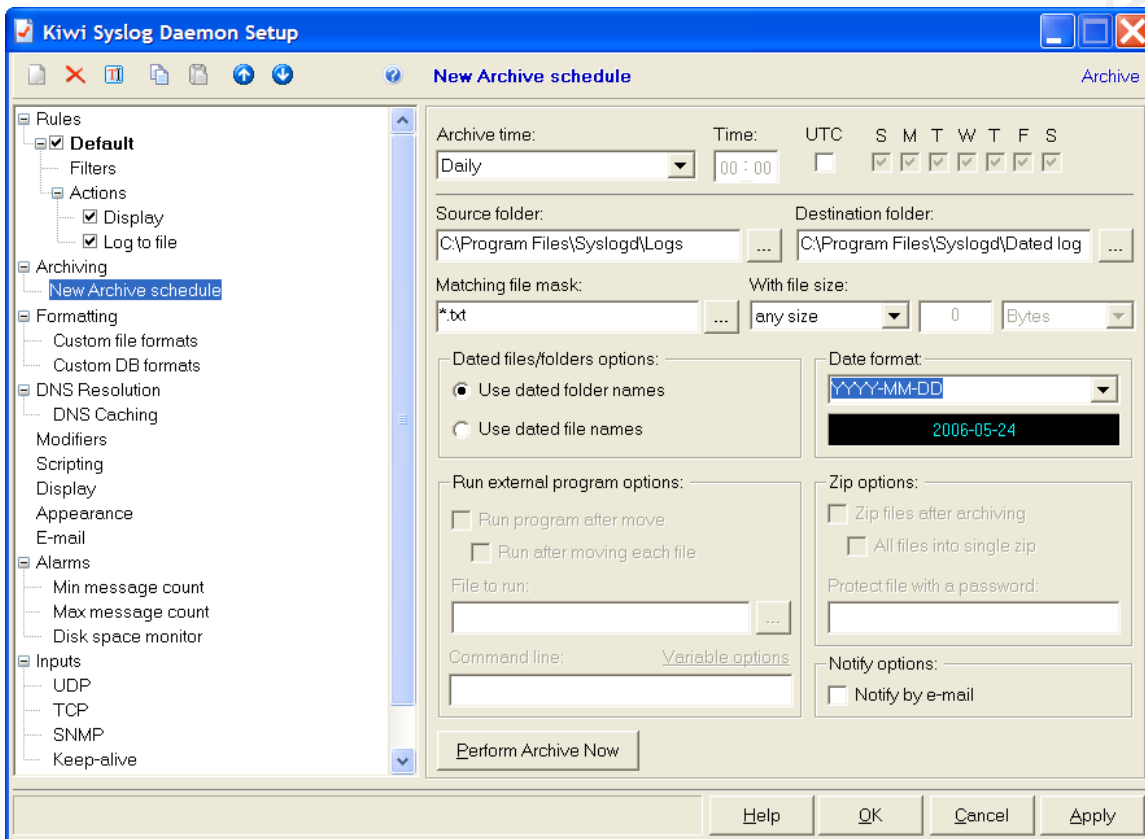 Kiwi Syslog Daemon Setup
New Archive schedule
Archive
Rules
Default
Filters
Actions
Display
Log to file
Archiving
New Archive schedule
Formatting
Custom file formats
Custom DB formats
DNS Resolution
DNS Caching
Modifiers
Scripting
Display
Appearance
E-mail
Alarms
Min message count
Max message count
Disk space monitor
Inputs
UDP
TCP
SNMP
Keep-alive
Archive time: Time: UTC S M T W T F S
Daily 00 : 00
Source folder: Destination folder:
C:\Program Files\Syslogd\Logs ... C:\Program Files\Syslogd\Dated log ...
Matching file mask: With file size:
*.txt ... any size 0 Bytes
Dated files/folders options: Date format:
Use dated folder names YYYY-MM-DD
Use dated file names 2006-05-24
Run external program options: Zip options:
Run program after move Zip files after archiving
Run after moving each file All files into single zip
File to run: Protect file with a password:
...
Command line: Variable options
Notify options:
Notify by e-mail
Perform Archive Now
Help OK Cancel Apply